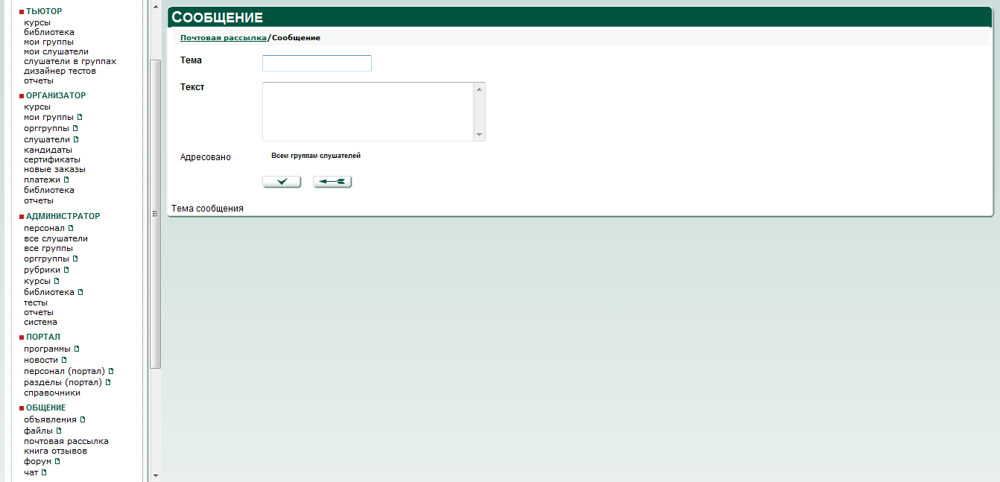 ТЬЮТОР
курсы
библиотека
мои группы
мои слушатели
слушатели в группах
дизайнер тестов
отчеты
ОРГАНИЗАТОР
курсы
мои группы
орггруппы
слушатели
кандидаты
сертификаты
новые заказы
платежи
библиотека
отчеты
АДМИНИСТРАТОР
персонал
все слушатели
все группы
орггруппы
рубрики
курсы
библиотека
тесты
отчеты
система
ПОРТАЛ
программы
новости
персонал (портал)
разделы (портал)
справочники
ОБЩЕНИЕ
объявления
файлы
почтовая рассылка
книга отзывов
форум
чат
Сообщение
Почтовая рассылка/Сообщение
Тема
Текст
Адресовано Всем группам слушателей
Тема сообщения